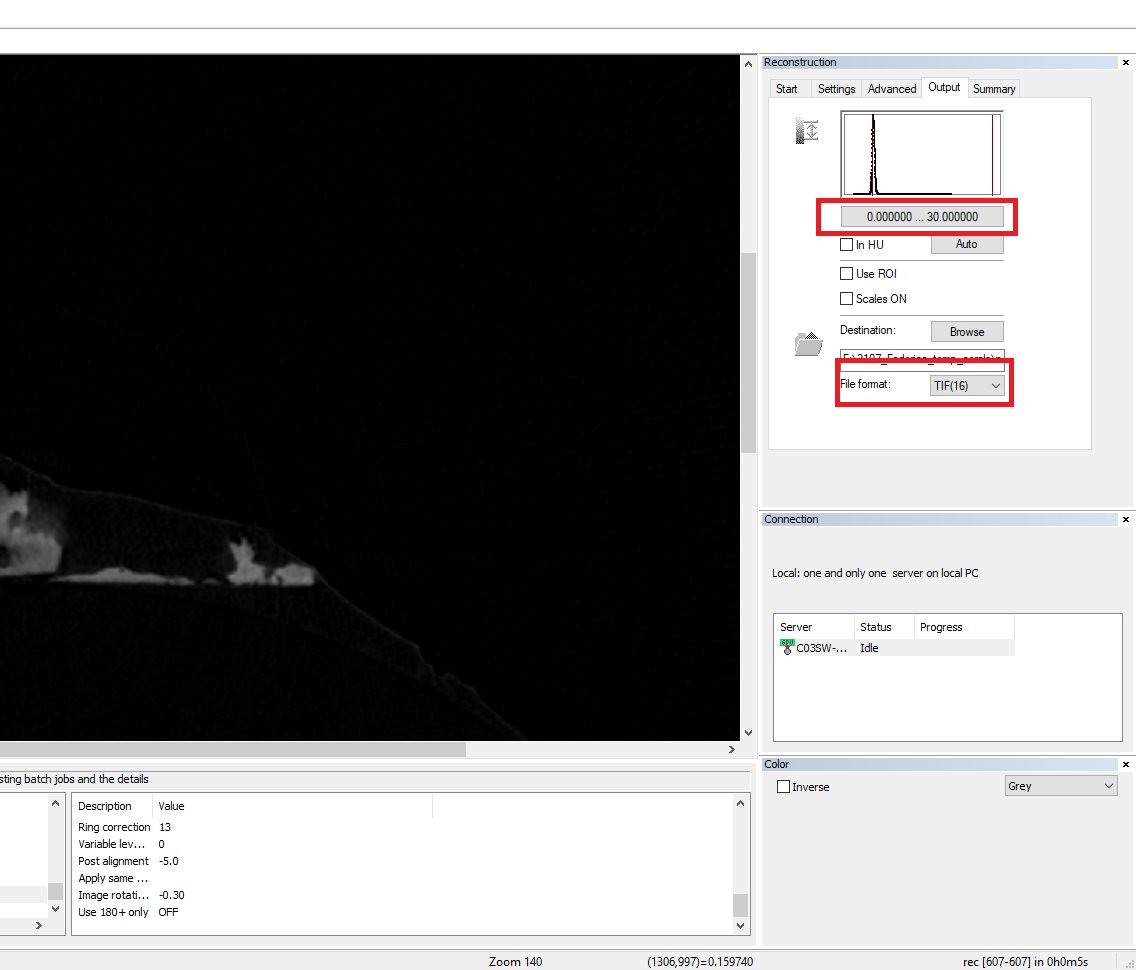 Reconstruction
Start Settings Advanced Output Summary
0.000000 ... 30.000000
In HU Auto
Use ROI
Scales ON
Destination: Browse
File format: TIF(16)
Connection
Local: one and only one server on local PC
Server Status Progress
C03SW-... Idle
Color
Inverse Grey
sting batch jobs and the details
Description Value
Ring correction 13
Variable lev... 0
Post alignment -5.0
Apply same ...
Image rotati... -0.30
Use 180+ only OFF
Zoom 140 (1306,997)=0.159740 rec [607-607] in 0h0m5s